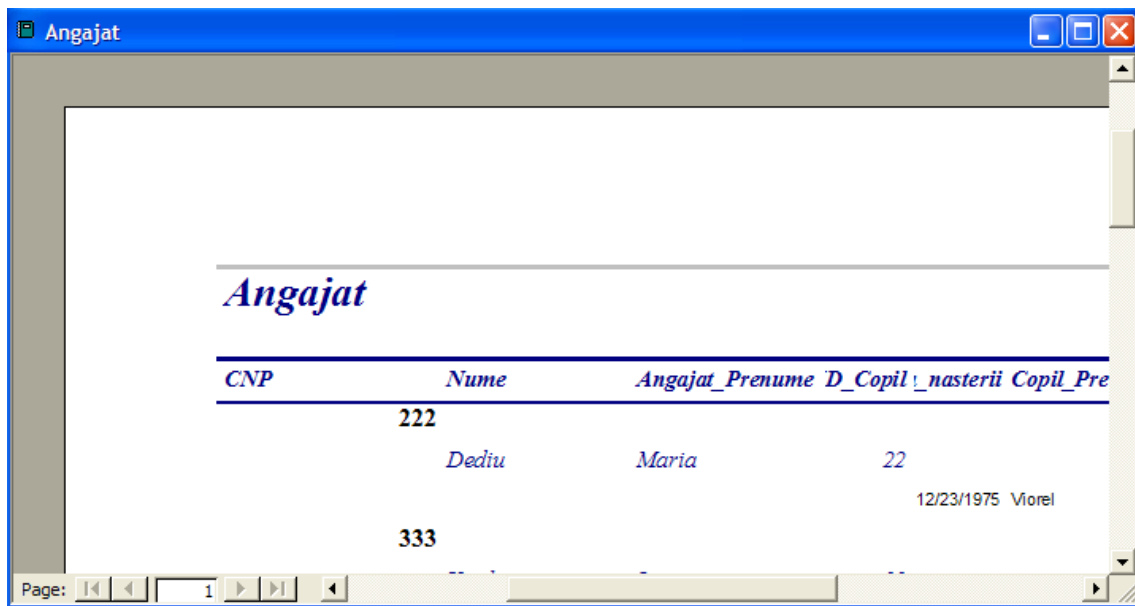 Angajat
Angajat
CNP Nume Angajat_Prenume D_Copil _nasterii Copil_Pre
222
Dediu Maria 22
12/23/1975 Viorel
333
Page: 1